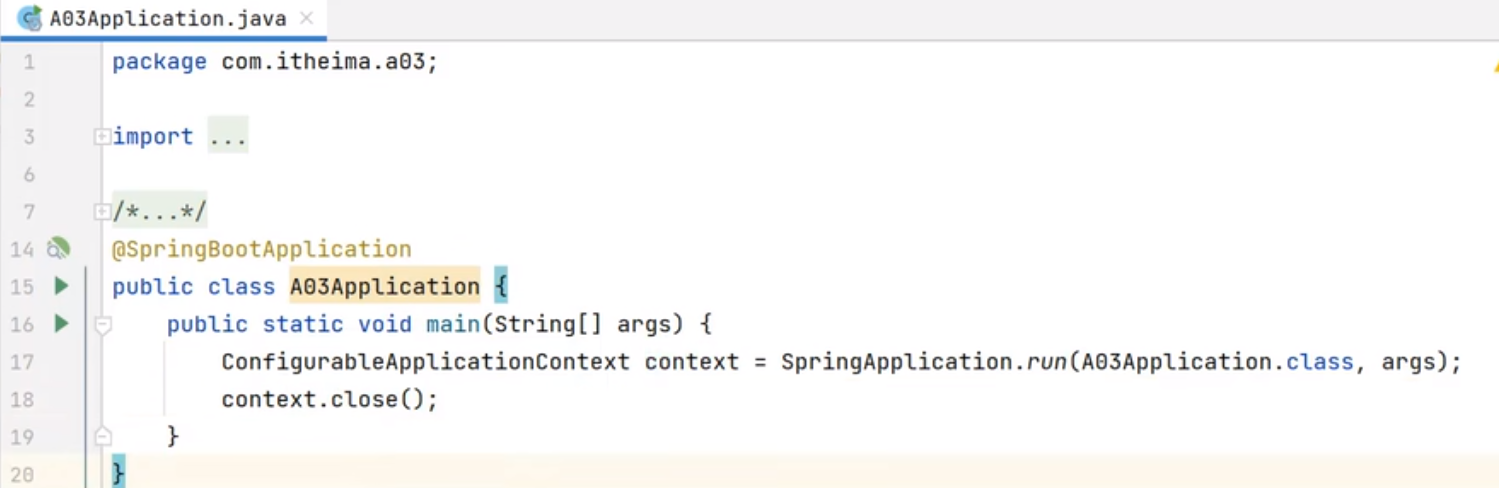 A03Application.java
1 package com.itheima.a03;
2
3 import ...
6
7 /*...*/
14 @SpringBootApplication
15 public class A03Application {
16 public static void main(String[] args) {
17 ConfigurableApplicationContext context = SpringApplication.run(A03Application.class, args);
18 context.close();
19 }
20 }